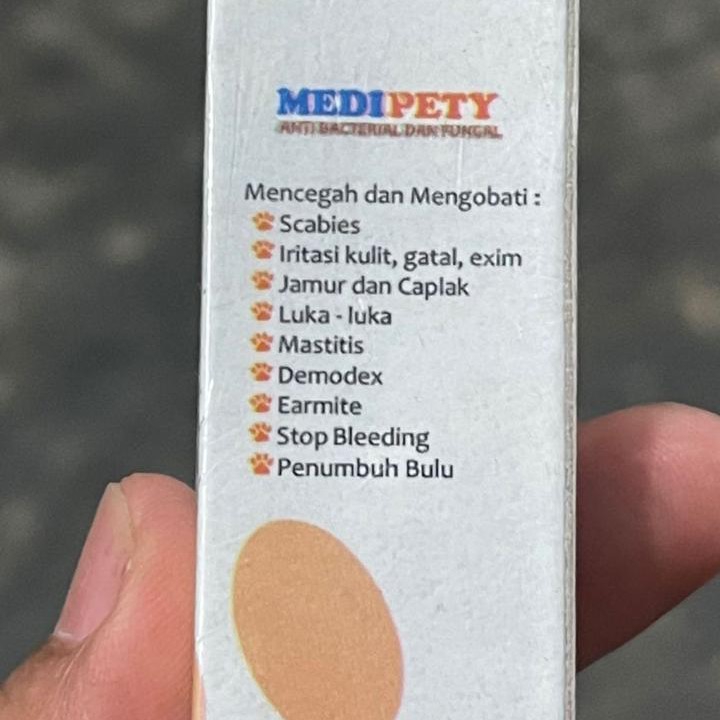 MEDIPETY
ANTI BACTERIAL DAN FUNGAL
Mencegah dan Mengobati :
Scabies
Iritasi kulit, gatal, exim
Jamur dan Caplak
Luka - luka
Mastitis
Demodex
Earmite
Stop Bleeding
Penumbuh Bulu